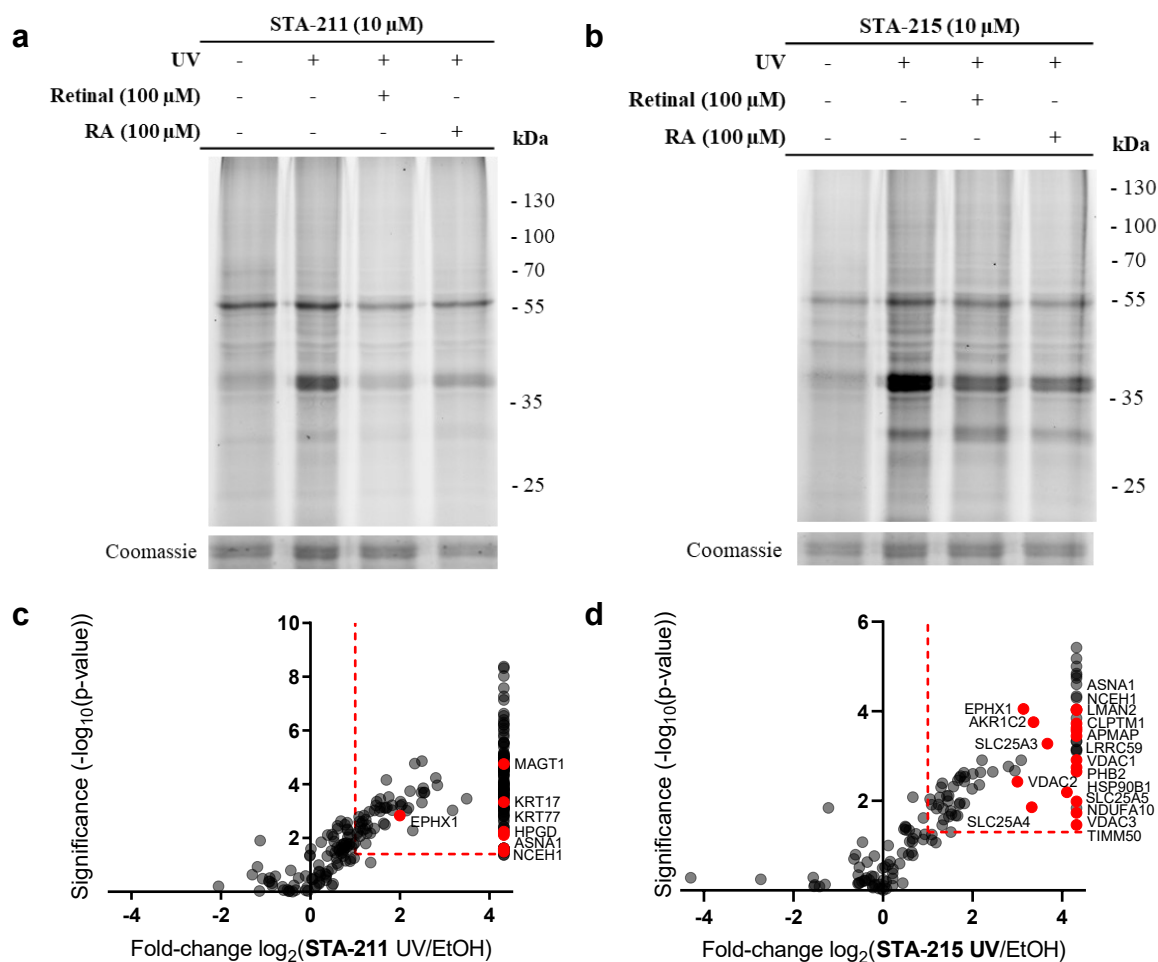 a
STA-211 (10 µM)
UV - + + +
Retinal (100 µM) - - + -
RA (100 µM) - - - +
kDa
- 130
- 100
- 70
- 55
- 35
- 25
Coomassie
b
STA-215 (10 µM)
UV - + + +
Retinal (100 µM) - - + -
RA (100 µM) - - - +
kDa
- 130
- 100
- 70
- 55
- 35
- 25
Coomassie
c
Significance (-log10(p-value))
10
8
6
4
2
MAGT1
KRT17
KRT77
EPHX1
HPGD
ASNA1
NCEH1
-4 -2 0 2 4
Fold-change log2(STA-211 UV/EtOH)
d
Significance (-log10(p-value))
6
4
2
ASNA1
NCEH1
EPHX1
LMAN2
AKR1C2
CLPTM1
APMAP
SLC25A3
LRRC59
VDAC1
PHB2
VDAC2
HSP90B1
SLC25A5
NDUFA10
SLC25A4
VDAC3
TIMM50
-4 -2 0 2 4
Fold-change log2(STA-215 UV/EtOH)